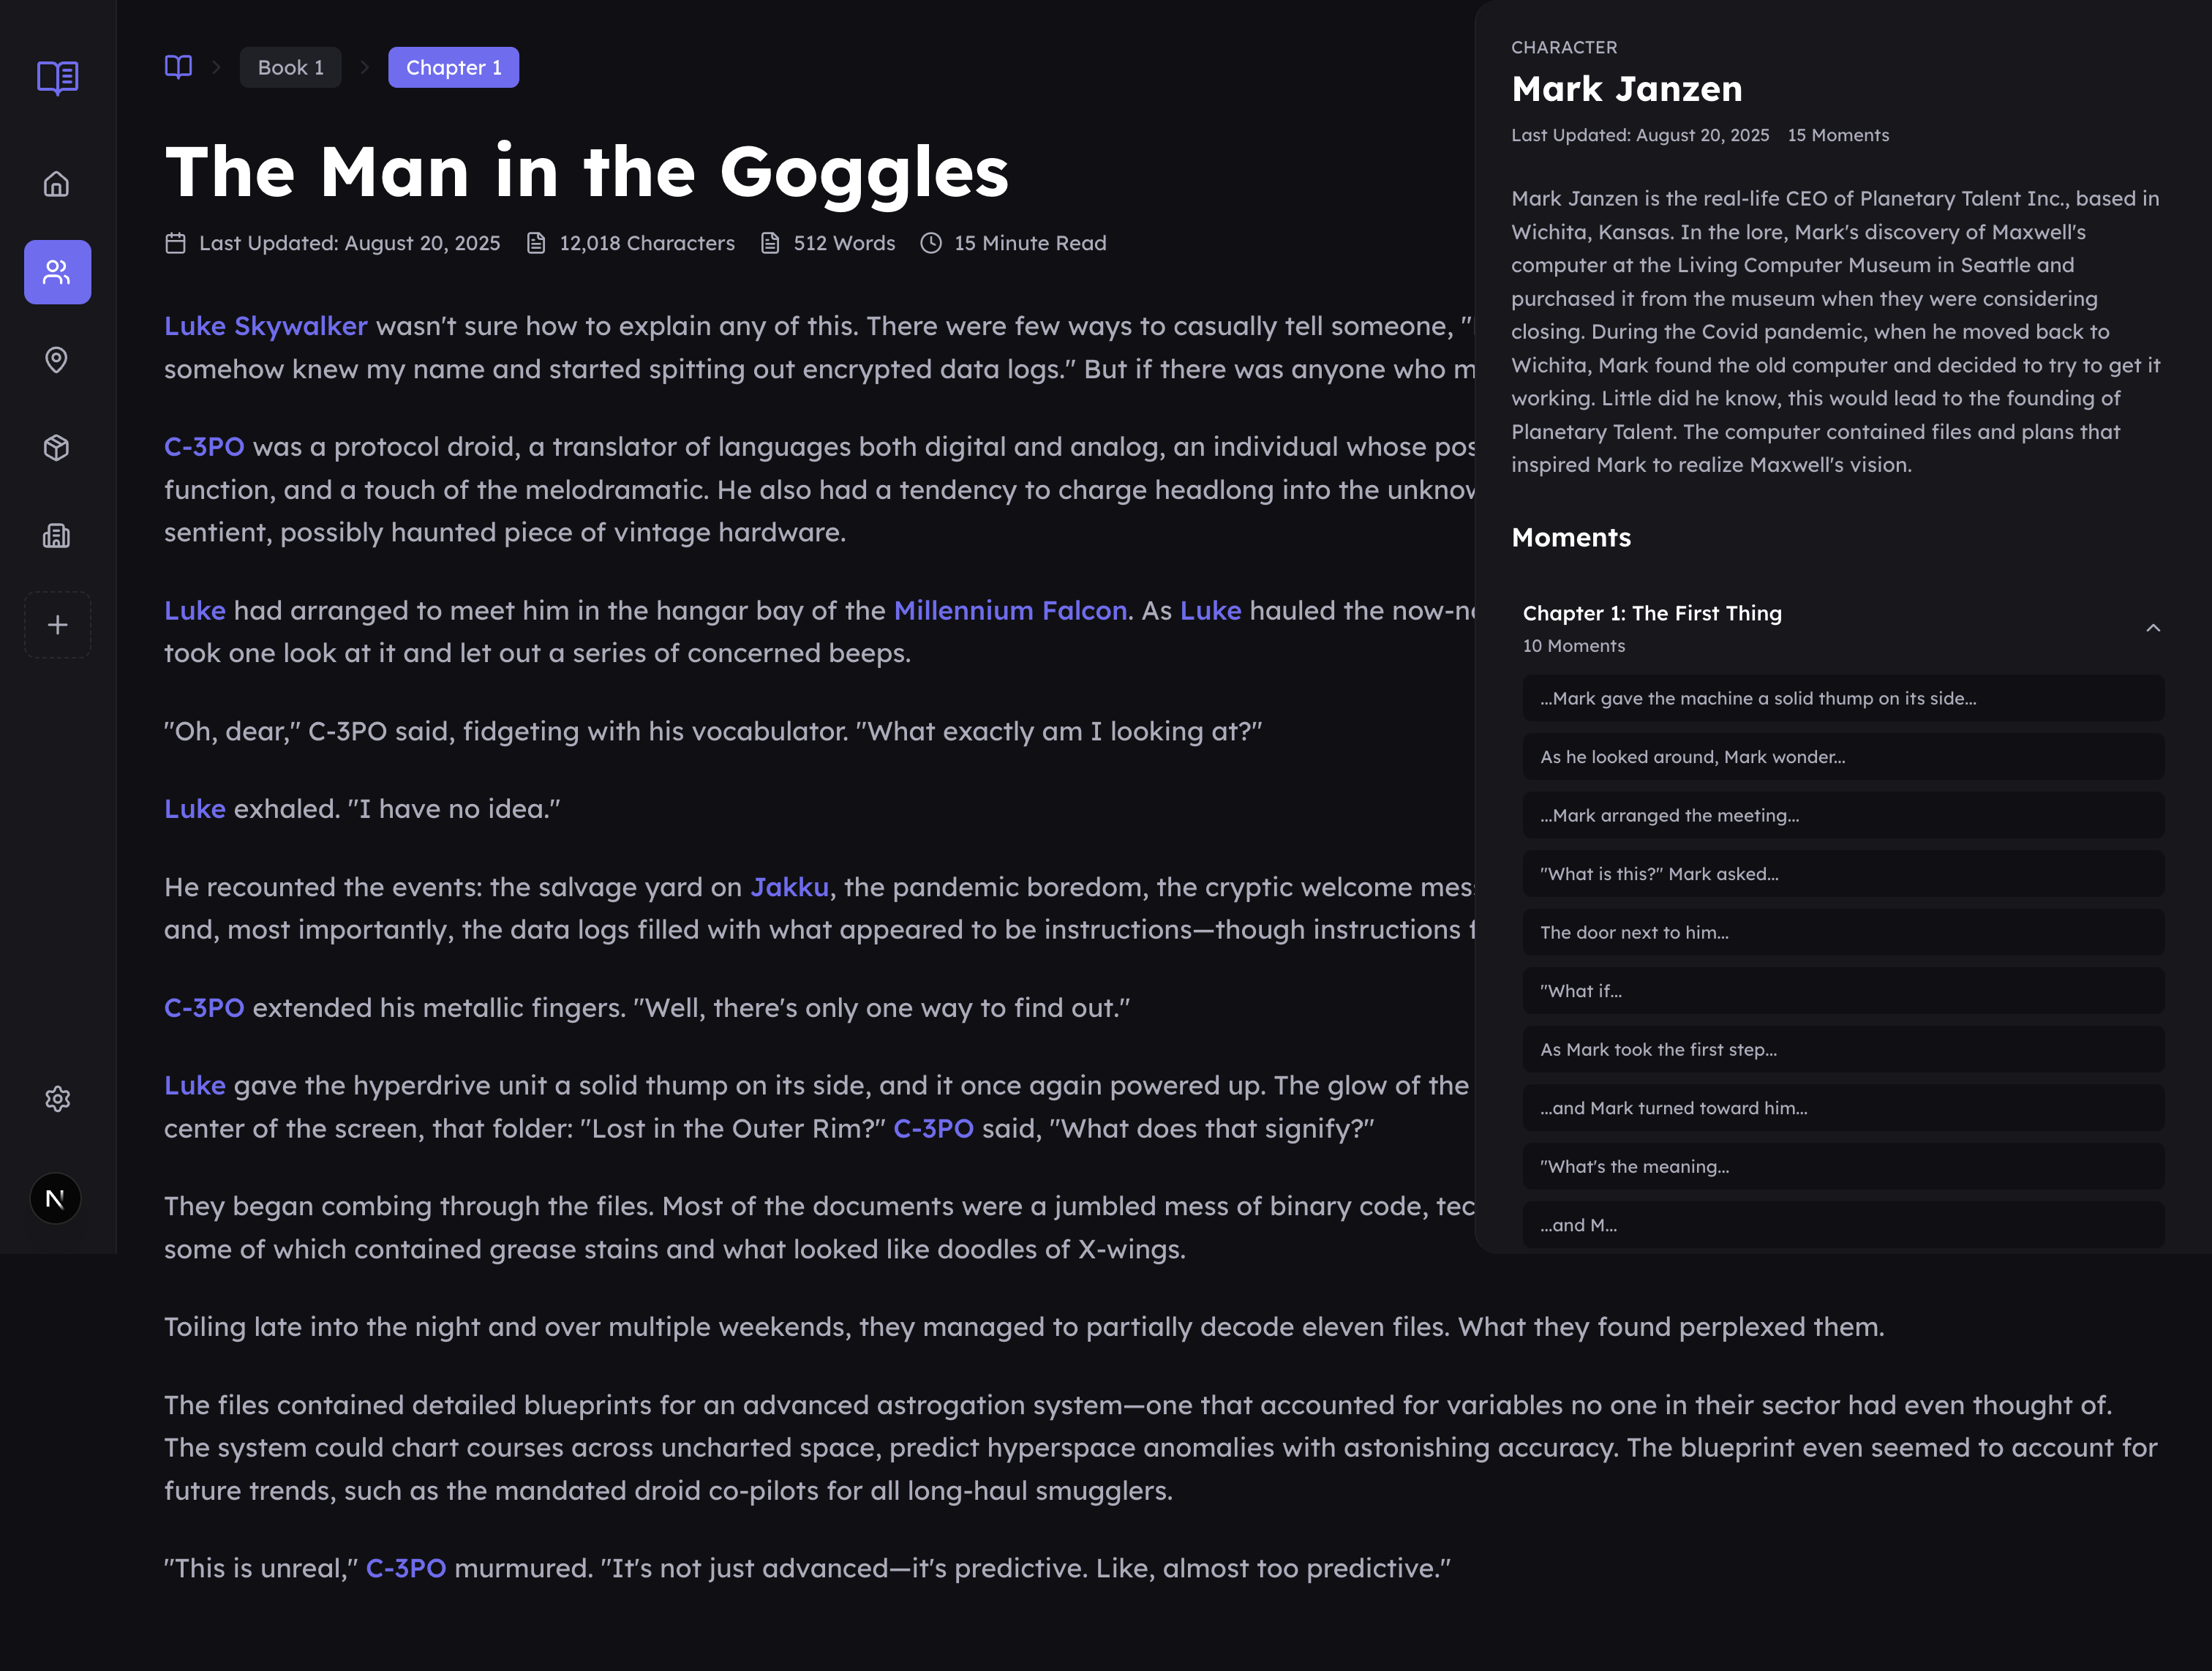 Book 1
Chapter 1
The Man in the Goggles
Last Updated: August 20, 2025 12,018 Characters 512 Words 15 Minute Read
Luke Skywalker wasn't sure how to explain any of this. There were few ways to casually tell someone, "
somehow knew my name and started spitting out encrypted data logs." But if there was anyone who m
C-3PO was a protocol droid, a translator of languages both digital and analog, an individual whose pos
function, and a touch of the melodramatic. He also had a tendency to charge headlong into the unknow
sentient, possibly haunted piece of vintage hardware.
Luke had arranged to meet him in the hangar bay of the Millennium Falcon. As Luke hauled the now-no
took one look at it and let out a series of concerned beeps.
"Oh, dear," C-3PO said, fidgeting with his vocabulator. "What exactly am I looking at?"
Luke exhaled. "I have no idea."
He recounted the events: the salvage yard on Jakku, the pandemic boredom, the cryptic welcome mess
and, most importantly, the data logs filled with what appeared to be instructions—though instructions f
C-3PO extended his metallic fingers. "Well, there's only one way to find out."
Luke gave the hyperdrive unit a solid thump on its side, and it once again powered up. The glow of the
center of the screen, that folder: "Lost in the Outer Rim?" C-3PO said, "What does that signify?"
They began combing through the files. Most of the documents were a jumbled mess of binary code, tec
some of which contained grease stains and what looked like doodles of X-wings.
Toiling late into the night and over multiple weekends, they managed to partially decode eleven files. What they found perplexed them.
The files contained detailed blueprints for an advanced astrogation system—one that accounted for variables no one in their sector had even thought of.
The system could chart courses across uncharted space, predict hyperspace anomalies with astonishing accuracy. The blueprint even seemed to account for
future trends, such as the mandated droid co-pilots for all long-haul smugglers.
"This is unreal," C-3PO murmured. "It's not just advanced—it's predictive. Like, almost too predictive."
CHARACTER
Mark Janzen
Last Updated: August 20, 2025 15 Moments
Mark Janzen is the real-life CEO of Planetary Talent Inc., based in
Wichita, Kansas. In the lore, Mark's discovery of Maxwell's
computer at the Living Computer Museum in Seattle and
purchased it from the museum when they were considering
closing. During the Covid pandemic, when he moved back to
Wichita, Mark found the old computer and decided to try to get it
working. Little did he know, this would lead to the founding of
Planetary Talent. The computer contained files and plans that
inspired Mark to realize Maxwell's vision.
Moments
Chapter 1: The First Thing
10 Moments
...Mark gave the machine a solid thump on its side...
As he looked around, Mark wonder...
...Mark arranged the meeting...
"What is this?" Mark asked...
The door next to him...
"What if...
As Mark took the first step...
...and Mark turned toward him...
"What's the meaning...
...and M...
N